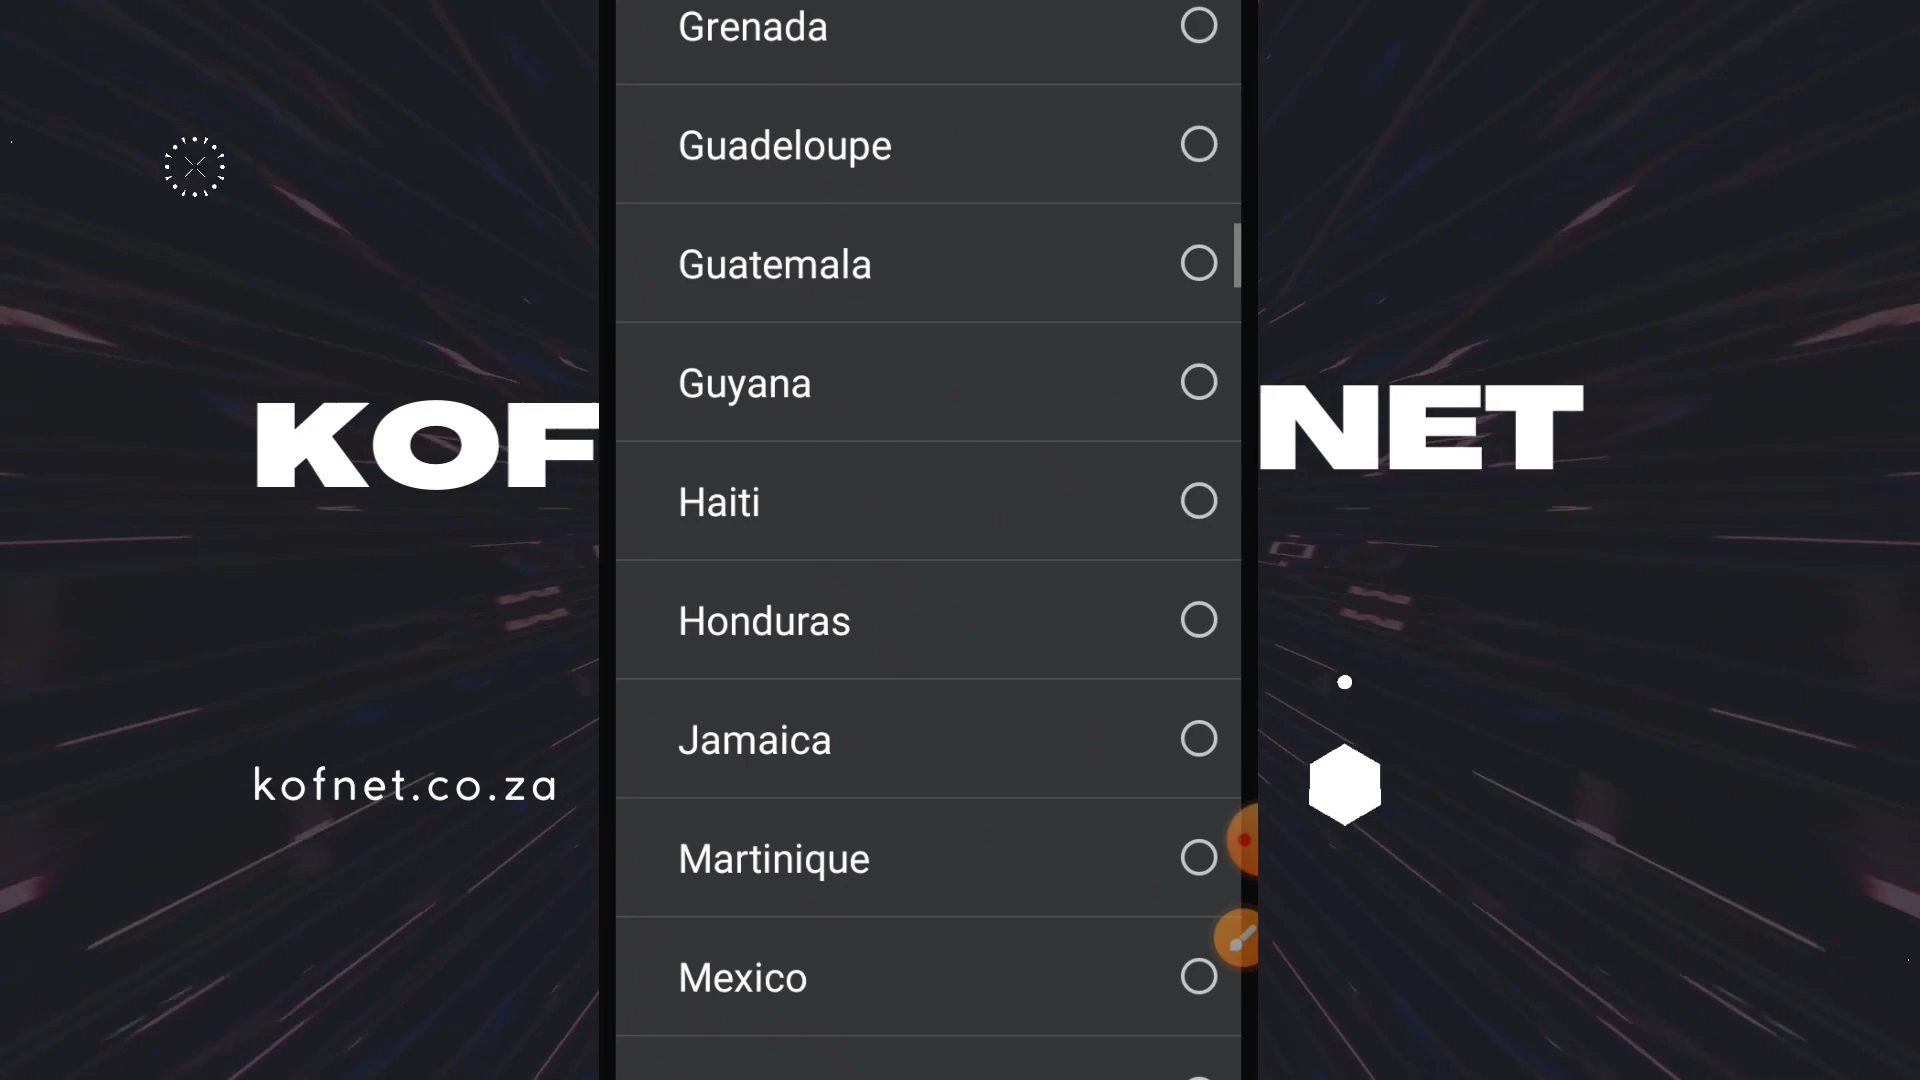 Grenada
Guadeloupe
Guatemala
Guyana
KOF
NET
Haiti
Honduras
Jamaica
kofnet.co.za
Martinique
Mexico